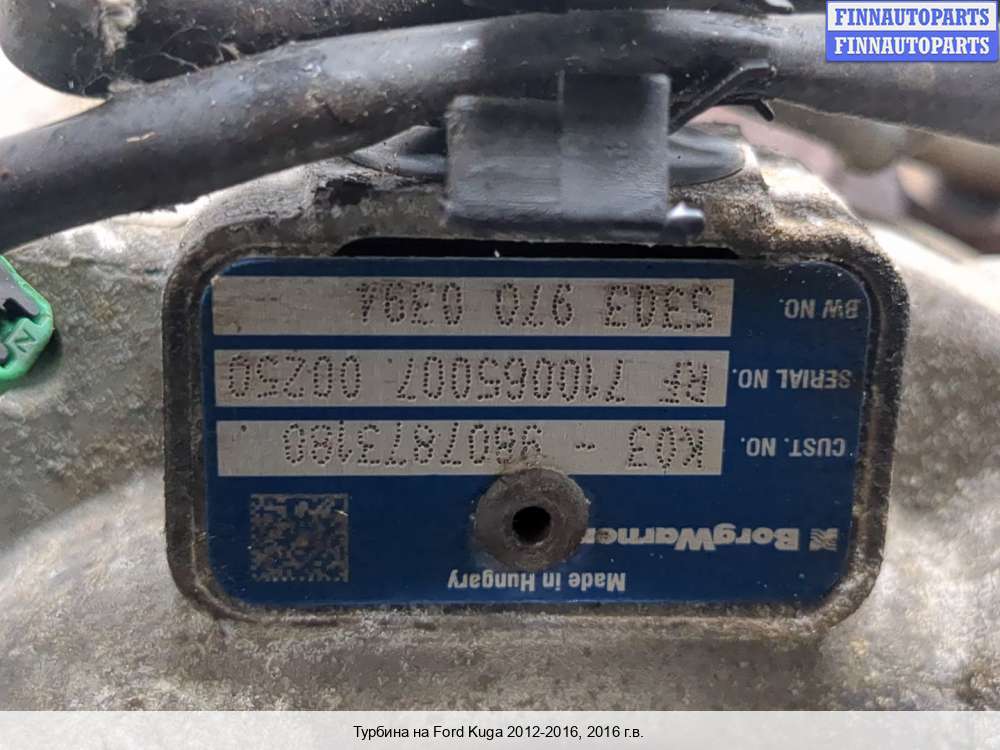 FINNAUTOPARTS
FINNAUTOPARTS
Made in Hungary
BorgWarner
CUST. NO. K03 - 9807873180
SERIAL NO. RF 710065007 00250
BW NO. 5303 970 0394
N
Турбина на Ford Kuga 2012-2016, 2016 г.в.